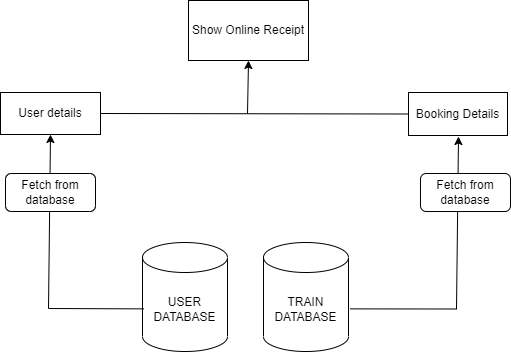 Show Online Receipt
User details
Booking Details
Fetch from
database
Fetch from
database
USER
DATABASE
TRAIN
DATABASE